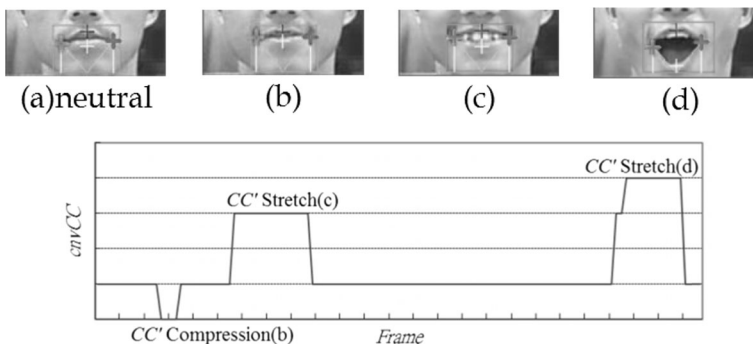 (a)neutral (b) (c) (d)
CC' Stretch(d)
CC' Stretch(c)
cnvCC
CC' Compression(b)
Frame